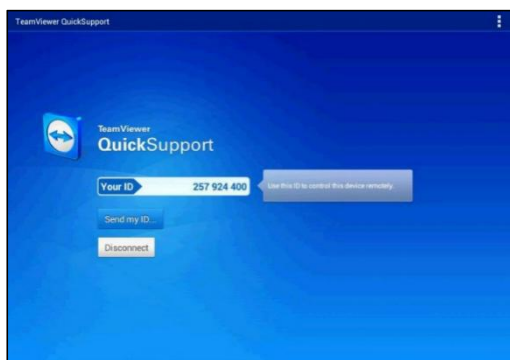 TeamViewer QuickSupport
TeamViewer
QuickSupport
Your ID
257 924 400
Use this ID to control this device remotely.
Send my ID...
Disconnect